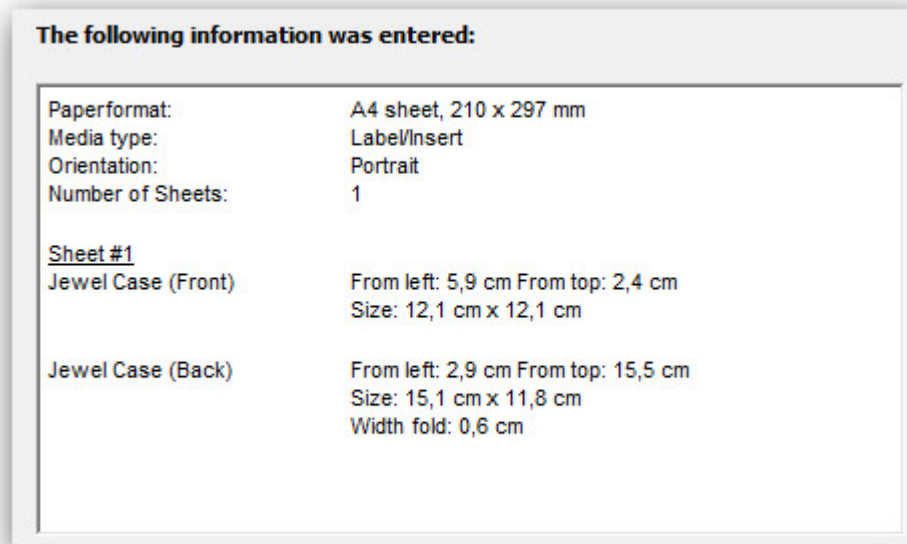 The following information was entered:
Paperformat: A4 sheet, 210 x 297 mm
Media type: Label/Insert
Orientation: Portrait
Number of Sheets: 1
Sheet #1
Jewel Case (Front) From left: 5,9 cm From top: 2,4 cm
Size: 12,1 cm x 12,1 cm
Jewel Case (Back) From left: 2,9 cm From top: 15,5 cm
Size: 15,1 cm x 11,8 cm
Width fold: 0,6 cm